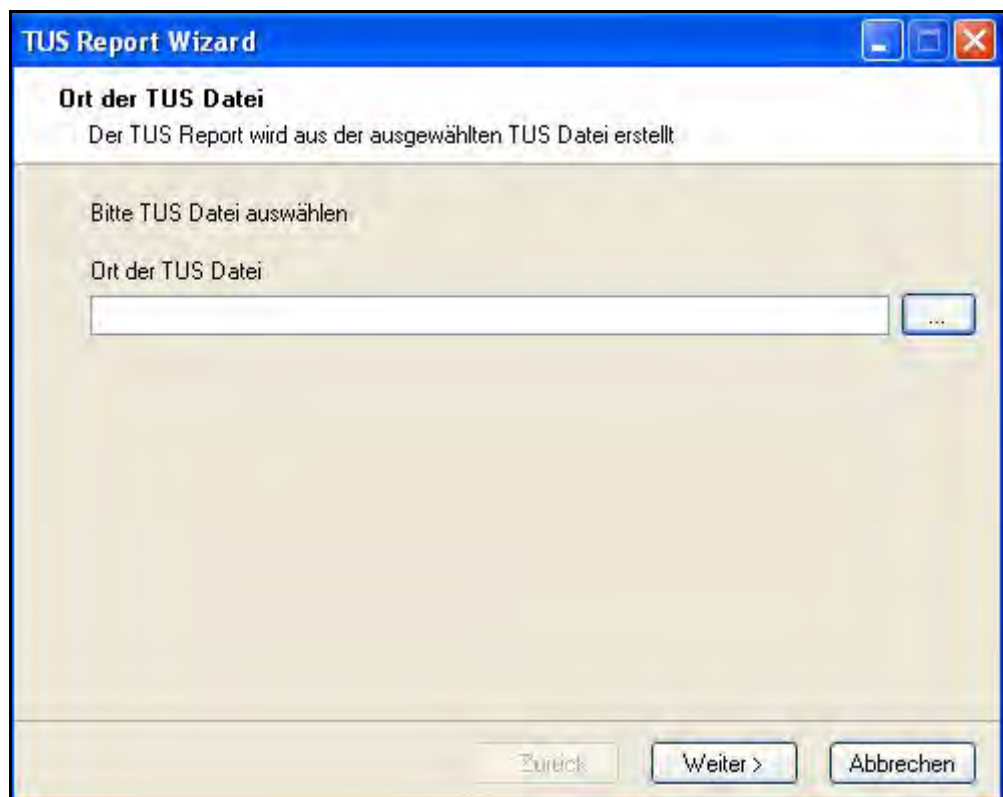 TUS Report Wizard
Ort der TUS Datei
Der TUS Report wird aus der ausgewählten TUS Datei erstellt
Bitte TUS Datei auswählen
Ort der TUS Datei
...
Zurück Weiter > Abbrechen